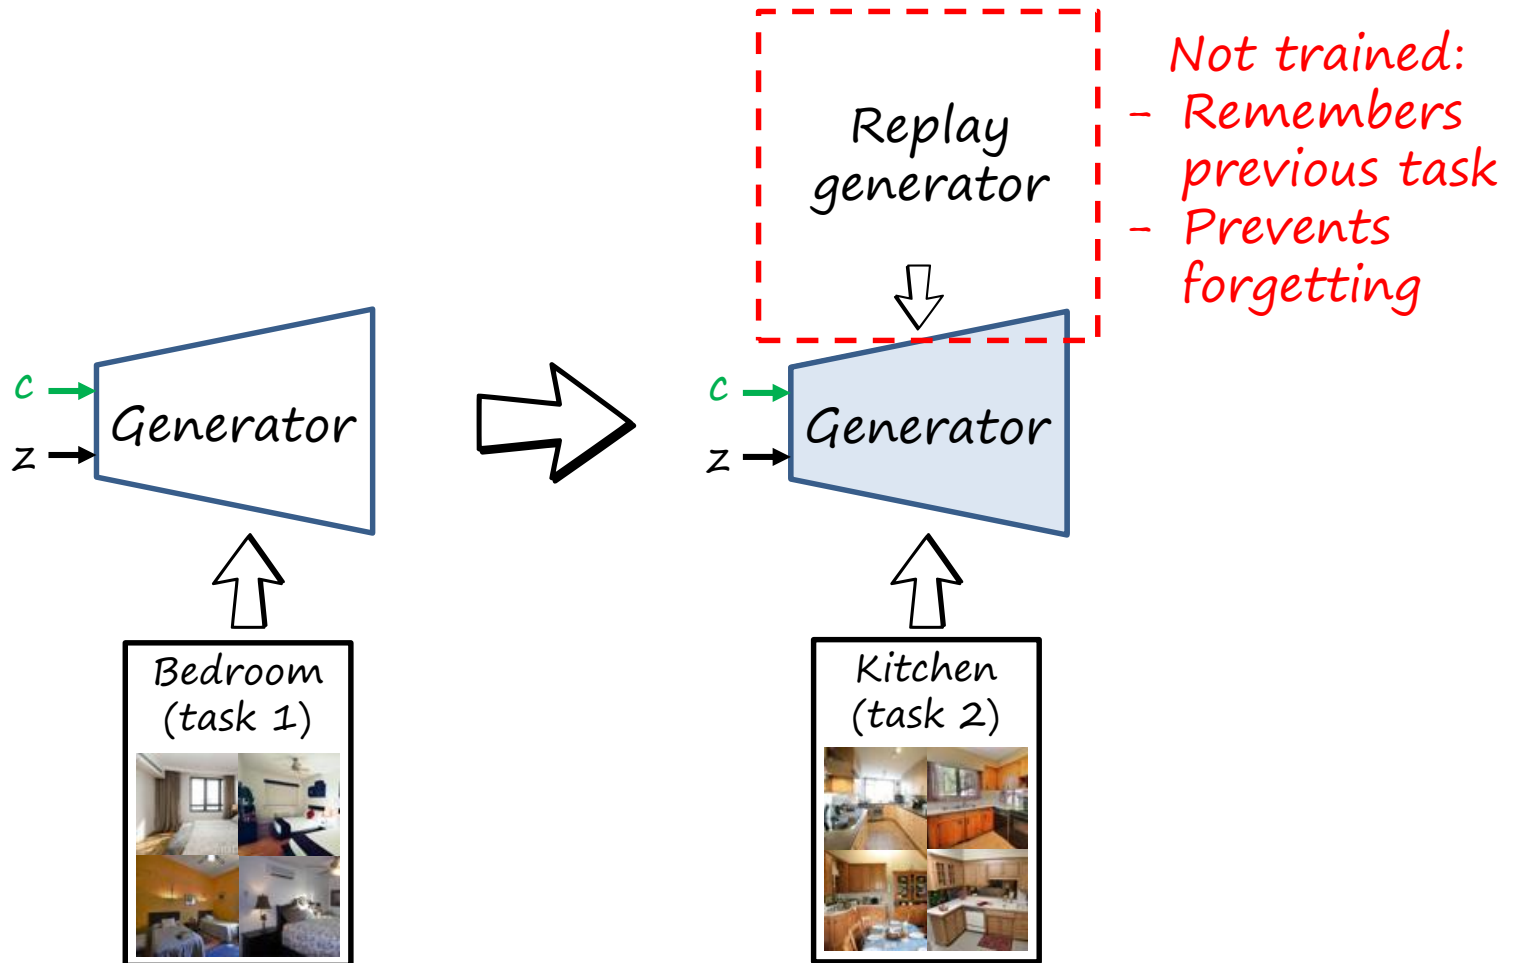 Not trained:
- Remembers
previous task
- Prevents
forgetting
Replay
generator
c
z
Generator
c
z
Generator
Bedroom
(task 1)
Kitchen
(task 2)